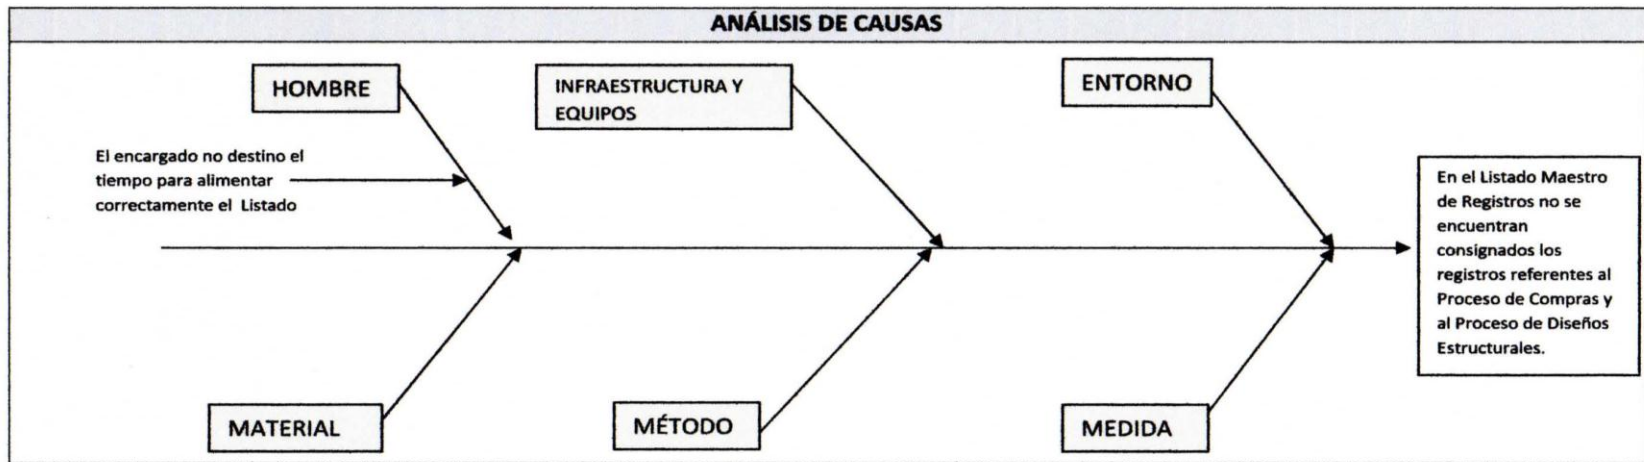 ANÁLISIS DE CAUSAS
HOMBRE
INFRAESTRUCTURA Y
EQUIPOS
ENTORNO
El encargado no destino el
tiempo para alimentar
correctamente el Listado
En el Listado Maestro
de Registros no se
encuentran
consignados los
registros referentes al
Proceso de Compras y
al Proceso de Diseños
Estructurales.
MATERIAL
MÉTODO
MEDIDA